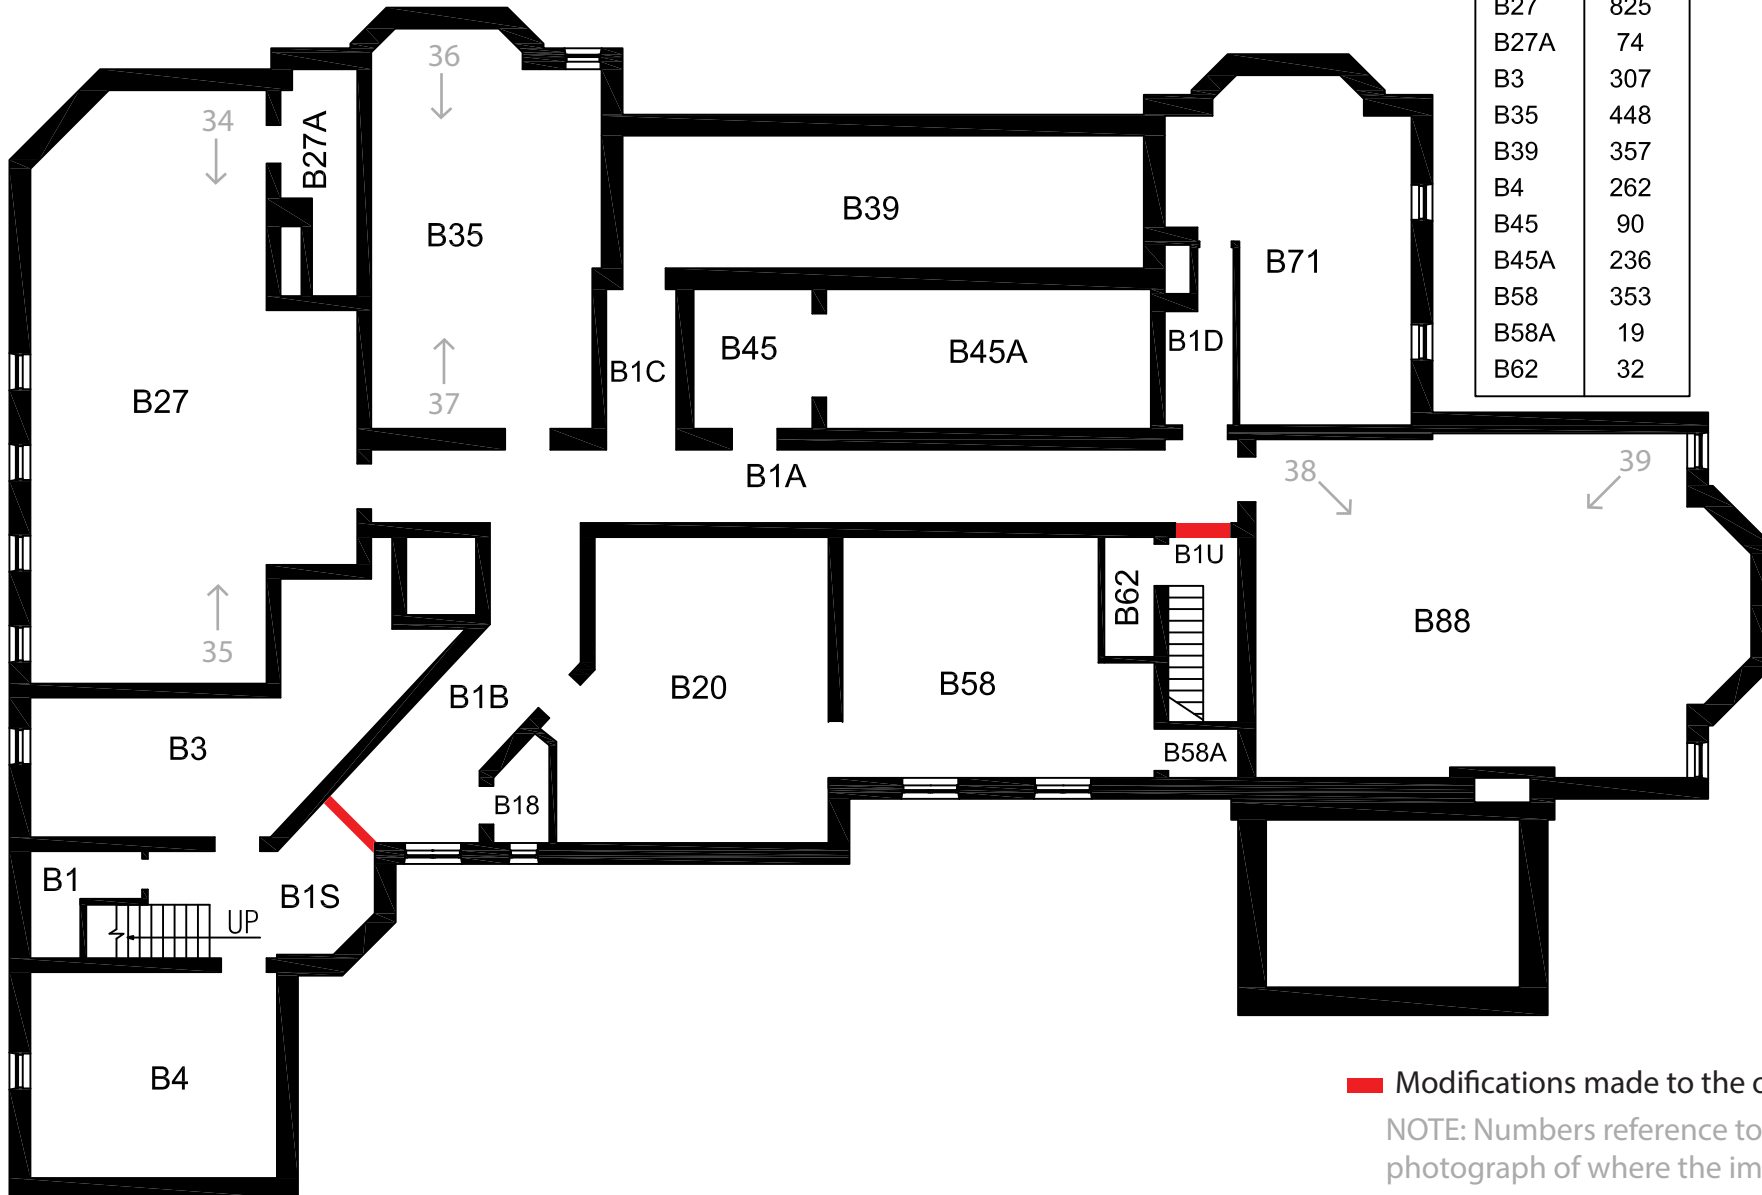 B27 825
B27A 74
B3 307
B35 448
B39 357
B4 262
B45 90
B45A 236
B58 353
B58A 19
B62 32
36
34
B27A
B39
B35
B71
B1D
B45
B45A
B1C
B27
37
39
38
B1A
B1U
B62
B88
35
B58
B20
B1B
B3
B58A
B18
B1
B1S
UP
B4
Modifications made to the
NOTE: Numbers reference to
photograph of where the